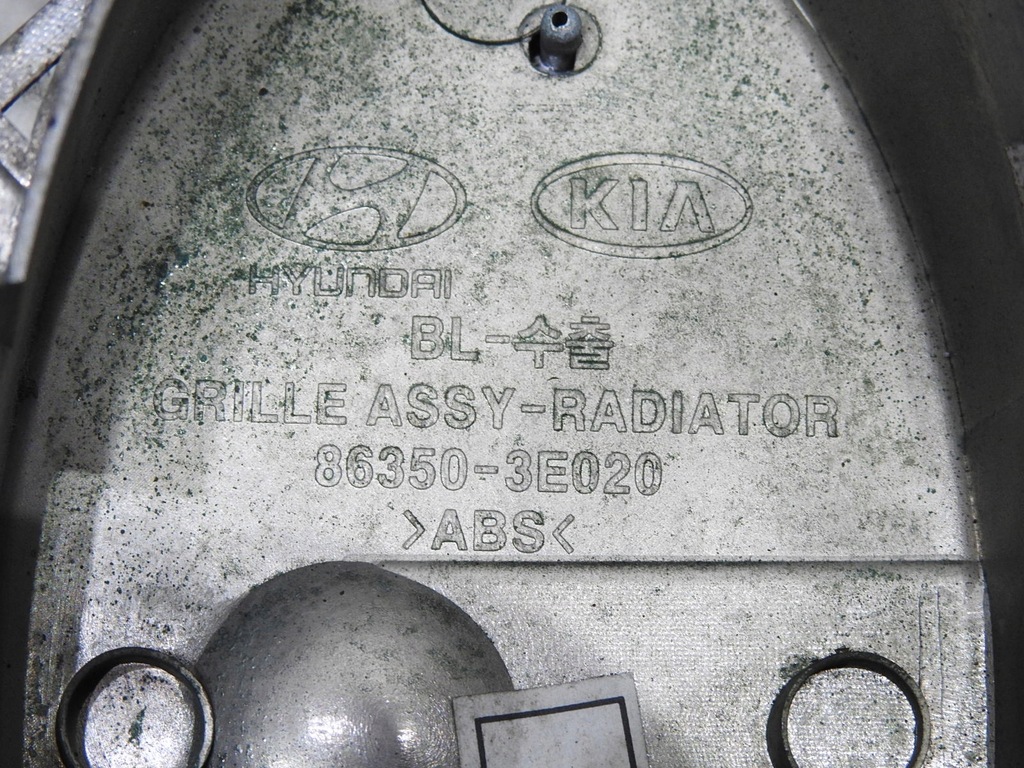 KIA
HYUNDAI
BL-수출
GRILLE ASSY-RADIATOR
86350-3E020
>ABS<